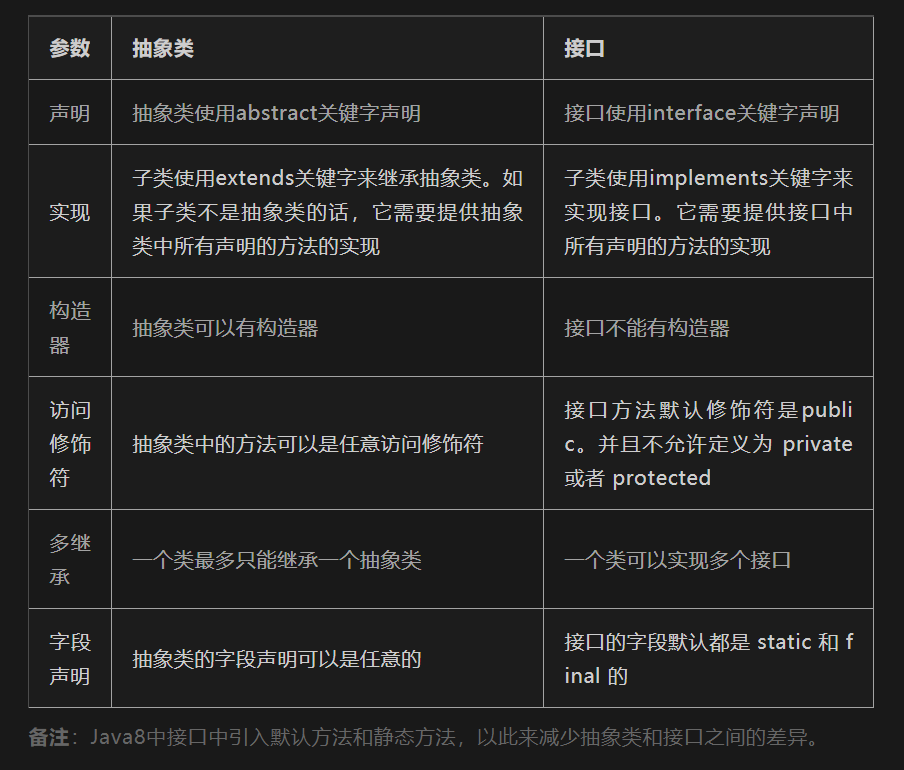 参数 抽象类 接口
声明 抽象类使用abstract关键字声明 接口使用interface关键字声明
实现
子类使用extends关键字来继承抽象类。如
果子类不是抽象类的话，它需要提供抽象
类中所有声明的方法的实现
子类使用implements关键字来
实现接口。它需要提供接口中
所有声明的方法的实现
构造
器
抽象类可以有构造器
接口不能有构造器
访问
修饰
符
抽象类中的方法可以是任意访问修饰符
接口方法默认修饰符是publi
c。并且不允许定义为 private
或者 protected
多继
承
一个类最多只能继承一个抽象类
一个类可以实现多个接口
字段
声明
抽象类的字段声明可以是任意的
接口的字段默认都是 static 和 f
inal 的
备注：Java8中接口中引入默认方法和静态方法，以此来减少抽象类和接口之间的差异。